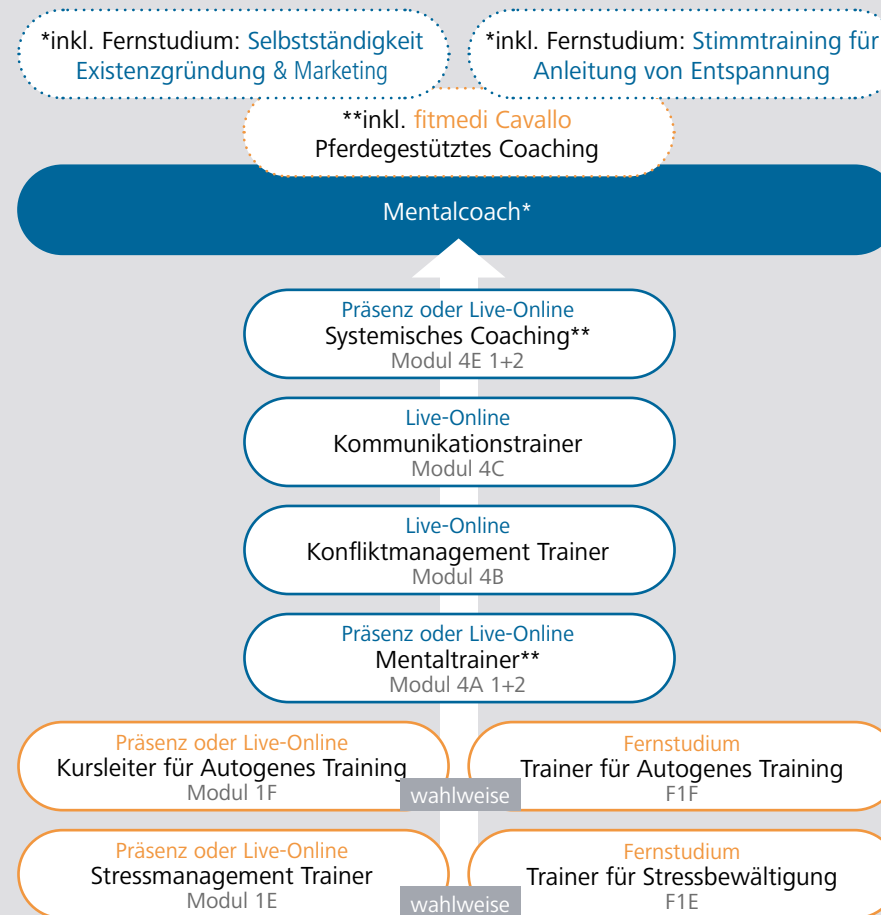 *inkl. Fernstudium: Selbstständigkeit
Existenzgründung & Marketing
*inkl. Fernstudium: Stimmtraining für
Anleitung von Entspannung
**inkl. fitmedi Cavallo
Pferdegestütztes Coaching
Mentalcoach*
Präsenz oder Live-Online
Systemisches Coaching**
Modul 4E 1+2
Live-Online
Kommunikationstrainer
Modul 4C
Live-Online
Konfliktmanagement Trainer
Modul 4B
Präsenz oder Live-Online
Mentaltrainer**
Modul 4A 1+2
Präsenz oder Live-Online
Kursleiter für Autogenes Training
Modul 1F
wahlweise
Fernstudium
Trainer für Autogenes Training
F1F
Präsenz oder Live-Online
Stressmanagement Trainer
Modul 1E
wahlweise
Fernstudium
Trainer für Stressbewältigung
F1E